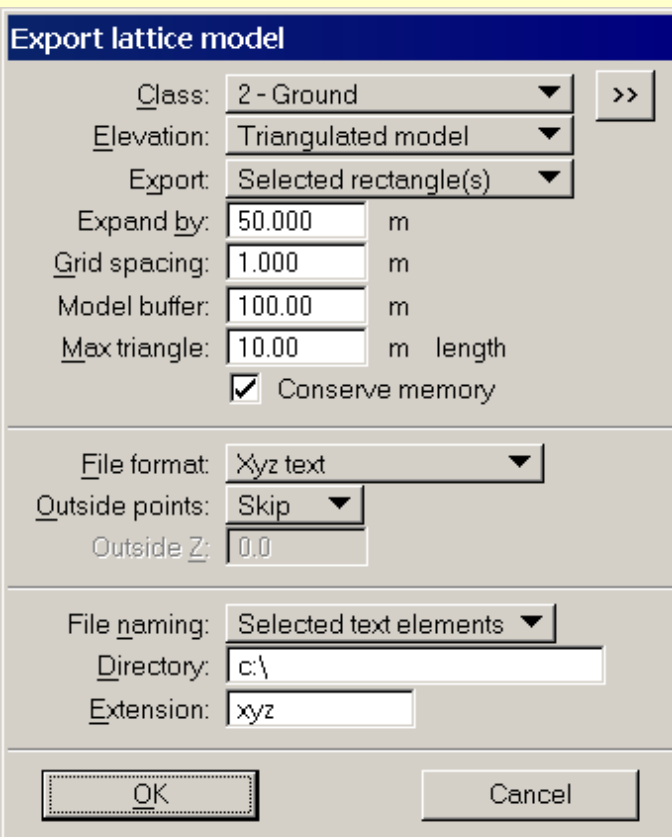 Export lattice model
Class: 2 - Ground >>
Elevation: Triangulated model
Export: Selected rectangle(s)
Expand by: 50.000 m
Grid spacing: 1.000 m
Model buffer: 100.00 m
Max triangle: 10.00 m length
Conserve memory
File format: Xyz text
Outside points: Skip
Outside Z: 0.0
File naming: Selected text elements
Directory: c:\
Extension: xyz
OK Cancel